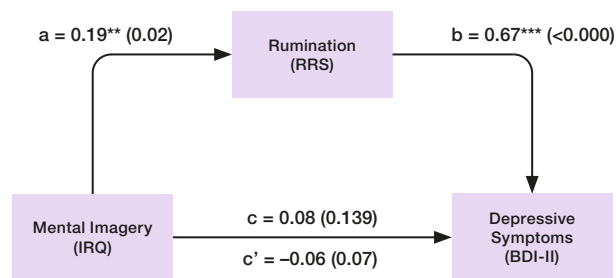 a = 0.19** (0.02)
Rumination
(RRS)
b = 0.67*** (<0.000)
Mental Imagery
(IRQ)
c = 0.08 (0.139)
c’ = –0.06 (0.07)
Depressive
Symptoms
(BDI-II)